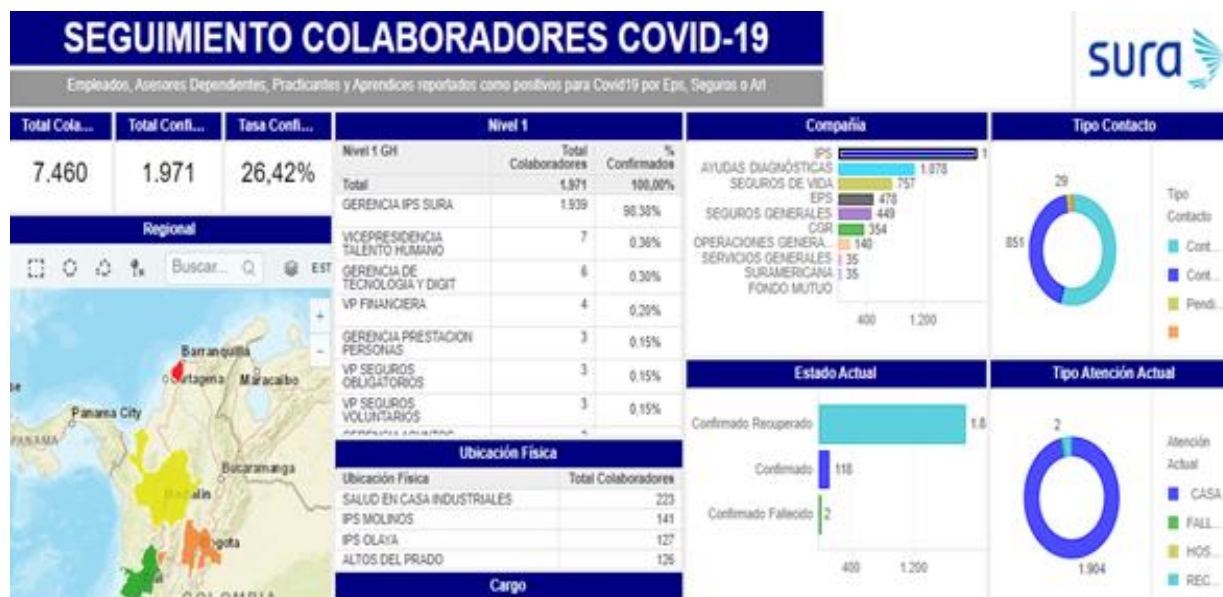 SEGUIMIENTO COLABORADORES COVID-19
sura
Empleados, Asesores Dependientes, Practicantes y Aprendices reportados como positivos para Covid19 por Eps, Seguros o Arl
Total Cola...
Total Confi...
Tasa Confi...
7.460
1.971
26,42%
Regional
Buscar...
EST
+
-
Barranquilla
Cartagena
Maracaibo
Panama City
PANAMA
Bucaramanga
COLOMBIA
Nivel 1
Nivel 1 GH
Total Colaboradores
% Confirmados
Total 1.971 100,00%
GERENCIA IPS SURA 1.939 98.38%
VICEPRESIDENCIA
TALENTO HUMANO 7 0.36%
GERENCIA DE
TECNOLOGIA Y DIGIT 6 0.30%
VP FINANCIERA 4 0.20%
GERENCIA PRESTACION
PERSONAS 3 0.15%
VP SEGUROS
OBLIGATORIOS 3 0.15%
VP SEGUROS
VOLUNTARIOS 3 0.15%
Ubicación Física
Ubicación Física Total Colaboradores
SALUD EN CASA INDUSTRIALES 223
IPS MOLINOS 141
IPS OLAYA 127
ALTOS DEL PRADO 126
Cargo
Compañia
IPS 1
AYUDAS DIAGNÓSTICAS 1.078
SEGUROS DE VIDA 757
EPS 478
SEGUROS GENERALES 449
CGR 354
OPERACIONES GENERA... 140
SERVICIOS GENERALES 35
SURAMERICANA 35
FONDO MUTUO
400 1.200
Estado Actual
Confirmado Recuperado 1.8
Confirmado 118
Confirmado Fallecido 2
400 1.200
Tipo Contacto
29
851
Tipo
Contacto
Cont...
Cont...
Pendi...
Tipo Atención Actual
2
1.904
Atención
Actual
CASA
FALL...
HOS...
REC...